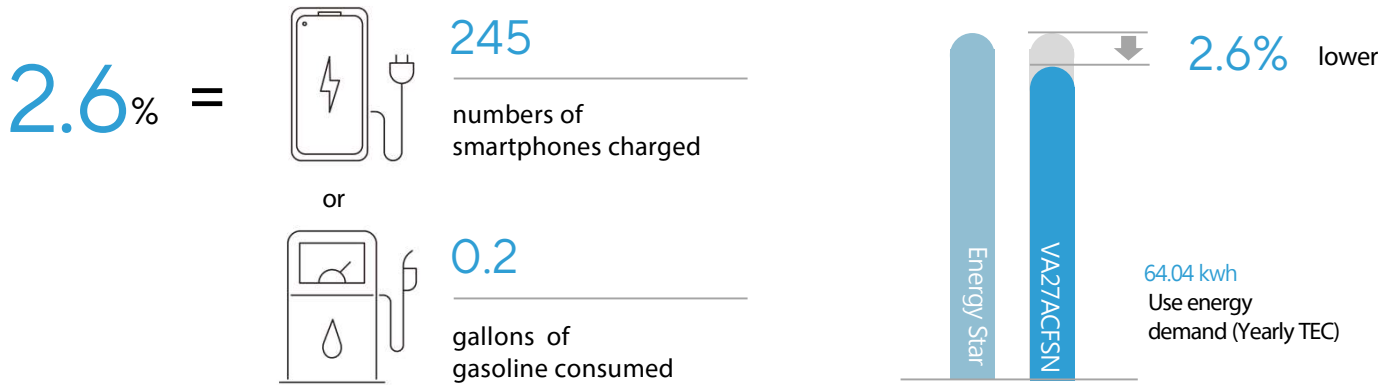 2.6% =
245
numbers of
smartphones charged
or
0.2
gallons of
gasoline consumed
2.6% lower
Energy Star
VA27ACFSN
64.04 kwh
Use energy
demand (Yearly TEC)